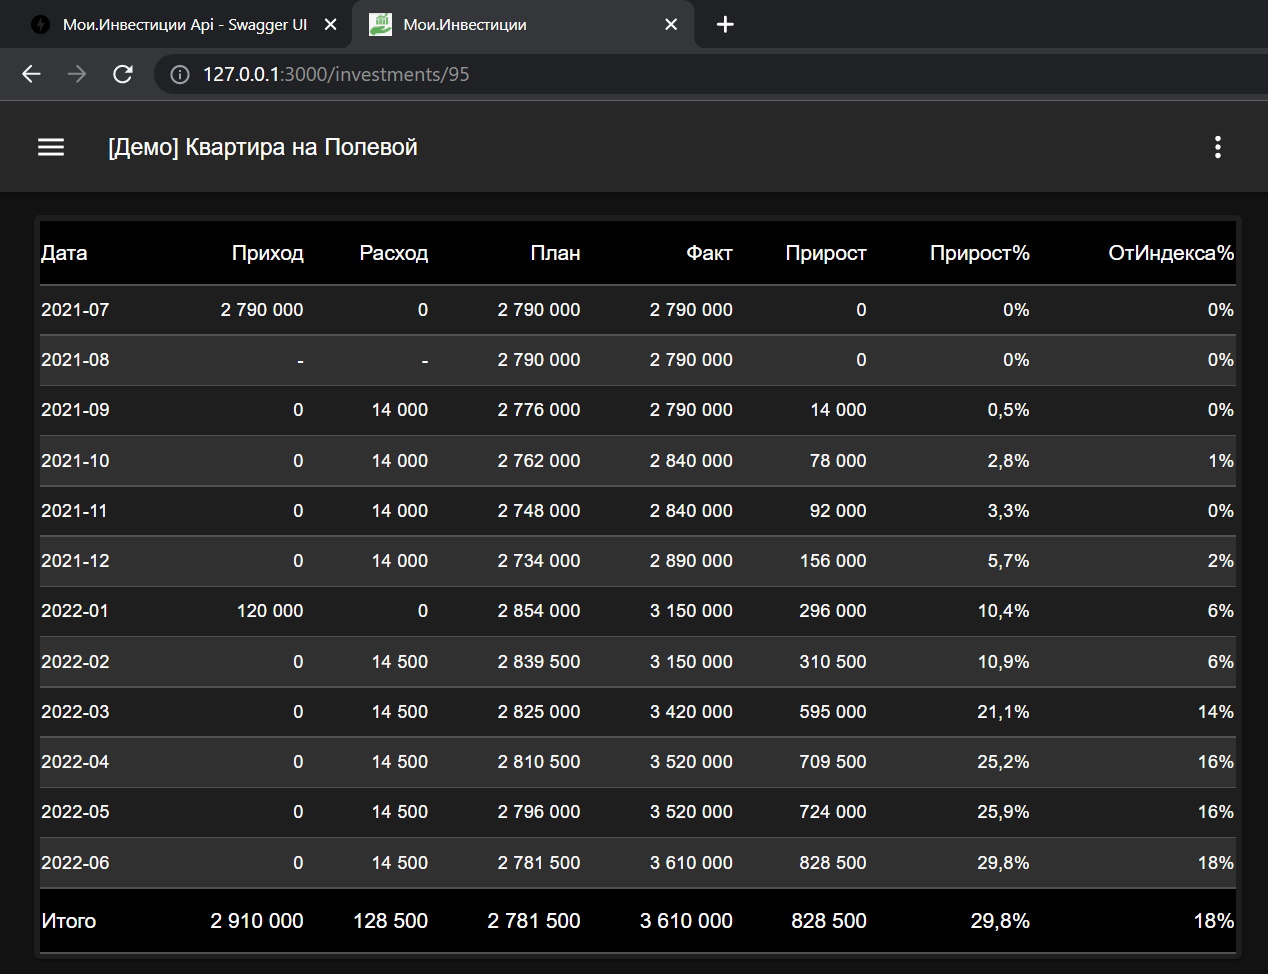 Мои.Инвестиции Api - Swagger UI
Мои.Инвестиции
127.0.0.1:3000/investments/95
[Демо] Квартира на Полевой
Дата Приход Расход План Факт Прирост Прирост% ОтИндекса%
2021-07 2 790 000 0 2 790 000 2 790 000 0 0% 0%
2021-08 - - 2 790 000 2 790 000 0 0% 0%
2021-09 0 14 000 2 776 000 2 790 000 14 000 0,5% 0%
2021-10 0 14 000 2 762 000 2 840 000 78 000 2,8% 1%
2021-11 0 14 000 2 748 000 2 840 000 92 000 3,3% 0%
2021-12 0 14 000 2 734 000 2 890 000 156 000 5,7% 2%
2022-01 120 000 0 2 854 000 3 150 000 296 000 10,4% 6%
2022-02 0 14 500 2 839 500 3 150 000 310 500 10,9% 6%
2022-03 0 14 500 2 825 000 3 420 000 595 000 21,1% 14%
2022-04 0 14 500 2 810 500 3 520 000 709 500 25,2% 16%
2022-05 0 14 500 2 796 000 3 520 000 724 000 25,9% 16%
2022-06 0 14 500 2 781 500 3 610 000 828 500 29,8% 18%
Итого 2 910 000 128 500 2 781 500 3 610 000 828 500 29,8% 18%